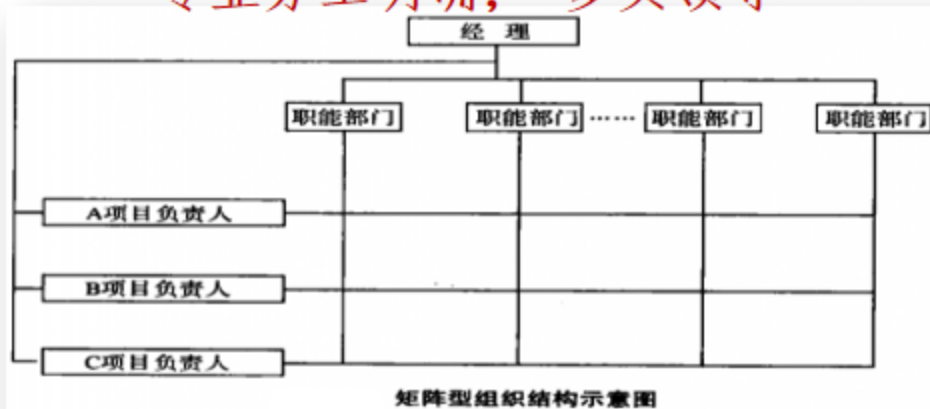 经 理
职能部门 职能部门 …… 职能部门 职能部门
A项目负责人
B项目负责人
C项目负责人
矩阵型组织结构示意图